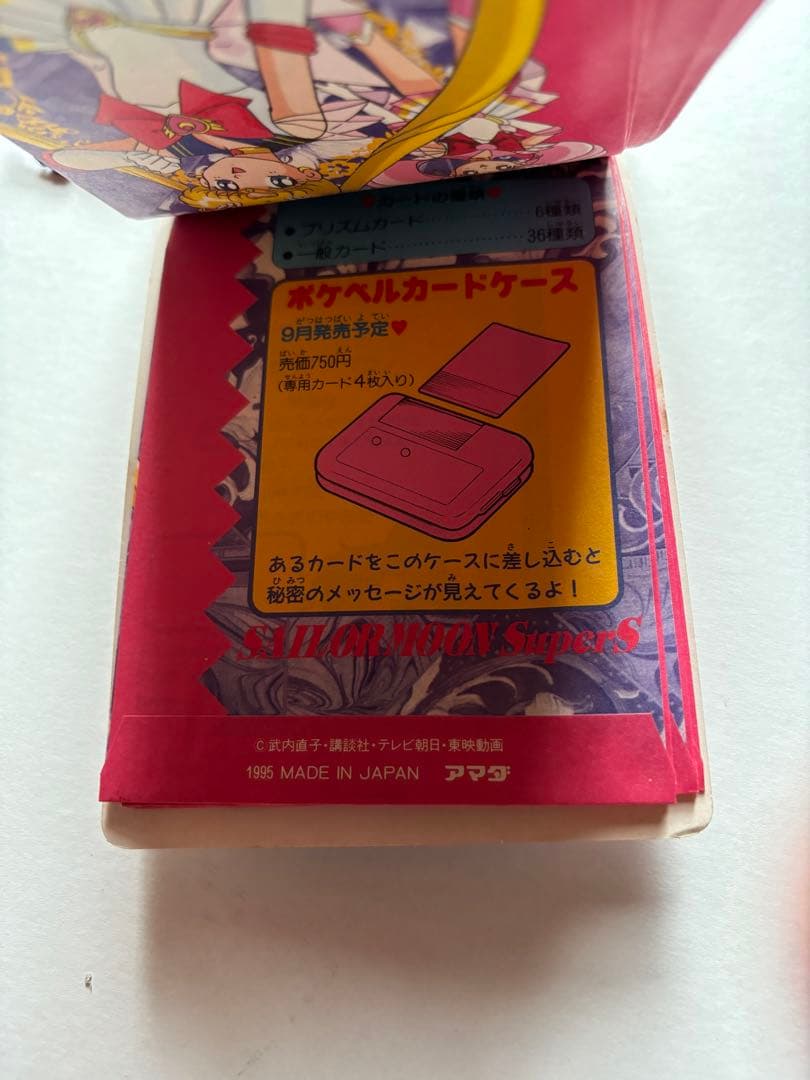 ♥カードの種類♥
●プリズムカード……………6種類
●一般カード……………36種類
ポケベルカードケース
9月発売予定♥
売価750円
(専用カード4枚入り)
あるカードをこのケースに差し込むと
秘密のメッセージが見えてくるよ!
SAILORMOON SuperS
©武内直子・講談社・テレビ朝日・東映動画
1995 MADE IN JAPAN アマダ